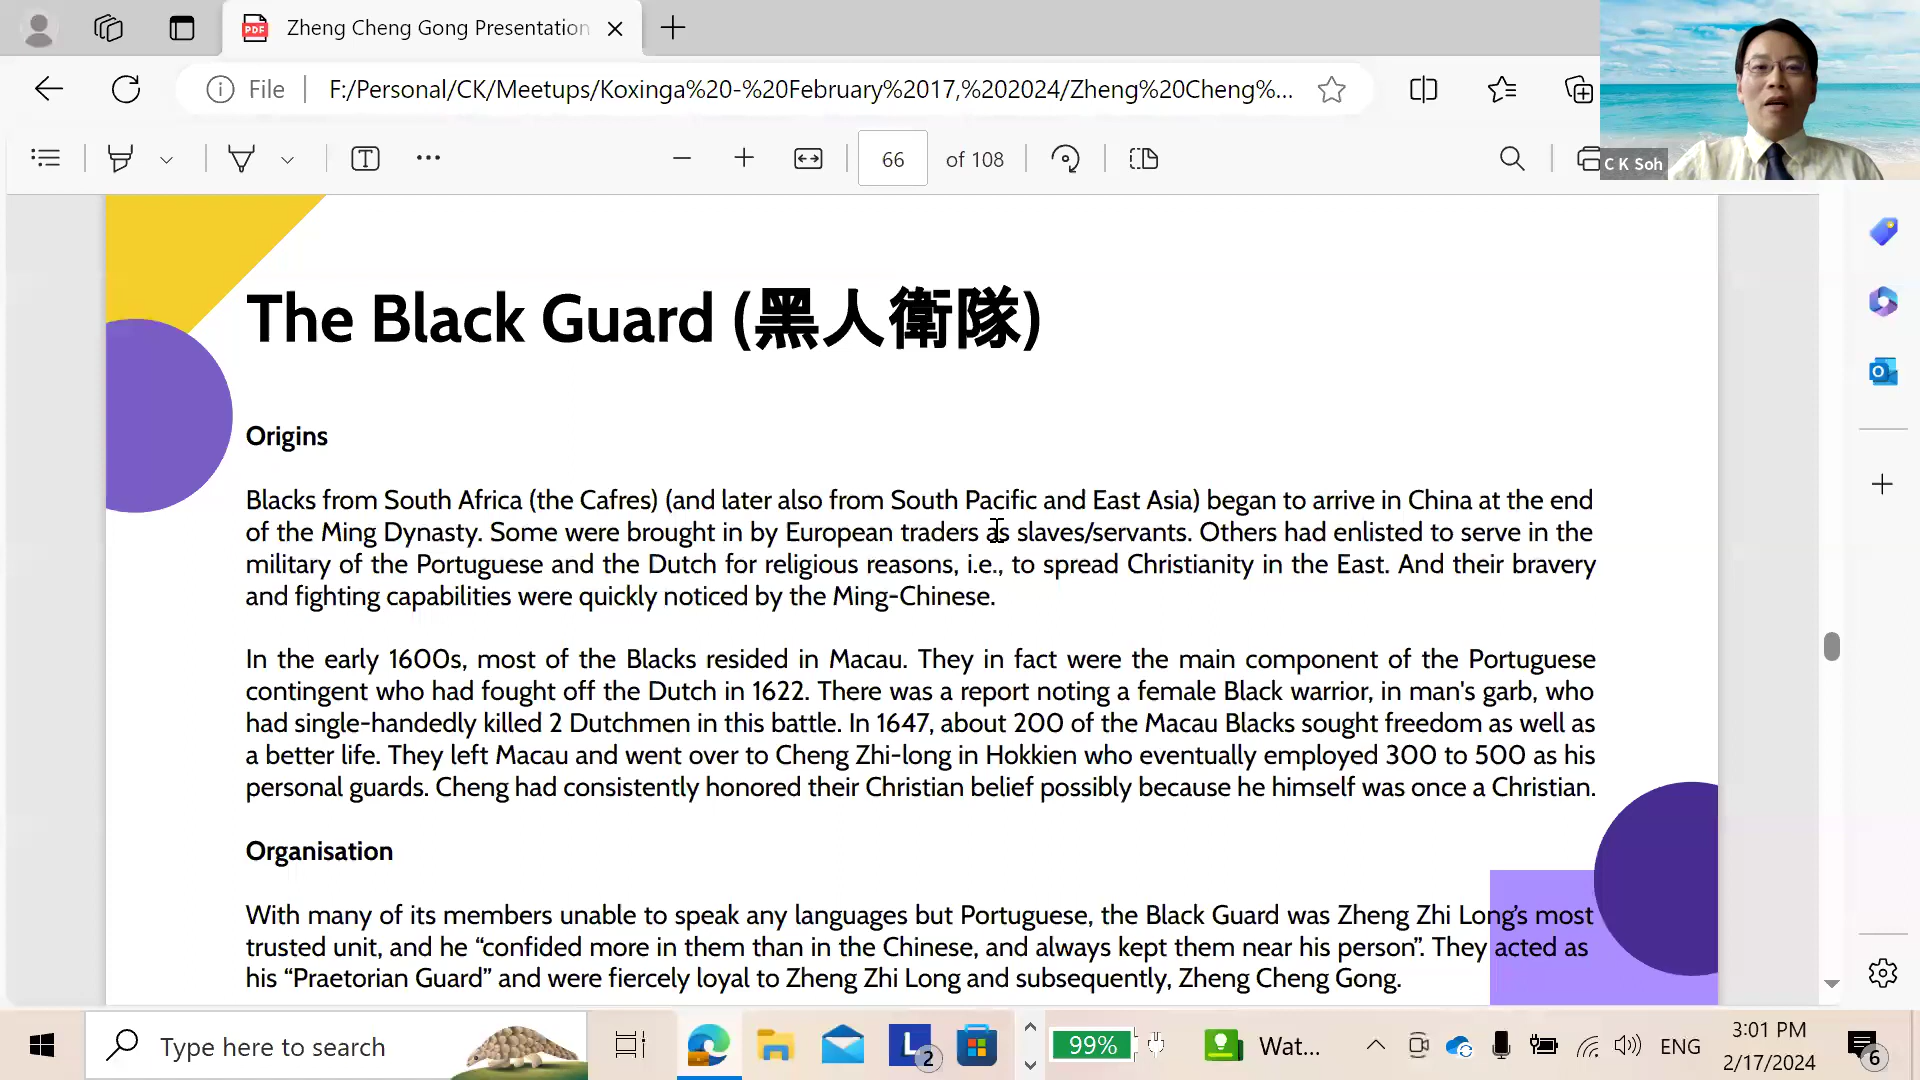 Zheng Cheng Gong Presentation
File
F:/Personal/CK/Meetups/Koxinga%20-%20February%2017,%202024/Zheng%20Cheng%...
66 of 108
C K Soh
The Black Guard (黑人衛隊)
Origins
Blacks from South Africa (the Cafres) (and later also from South Pacific and East Asia) began to arrive in China at the end
of the Ming Dynasty. Some were brought in by European traders as slaves/servants. Others had enlisted to serve in the
military of the Portuguese and the Dutch for religious reasons, i.e., to spread Christianity in the East. And their bravery
and fighting capabilities were quickly noticed by the Ming-Chinese.
In the early 1600s, most of the Blacks resided in Macau. They in fact were the main component of the Portuguese
contingent who had fought off the Dutch in 1622. There was a report noting a female Black warrior, in man's garb, who
had single-handedly killed 2 Dutchmen in this battle. In 1647, about 200 of the Macau Blacks sought freedom as well as
a better life. They left Macau and went over to Cheng Zhi-long in Hokkien who eventually employed 300 to 500 as his
personal guards. Cheng had consistently honored their Christian belief possibly because he himself was once a Christian.
Organisation
With many of its members unable to speak any languages but Portuguese, the Black Guard was Zheng Zhi Long's most
trusted unit, and he “confided more in them than in the Chinese, and always kept them near his person”. They acted as
his “Praetorian Guard” and were fiercely loyal to Zheng Zhi Long and subsequently, Zheng Cheng Gong.
Type here to search
L
2
99%
Wat...
ENG
3:01 PM
2/17/2024
6